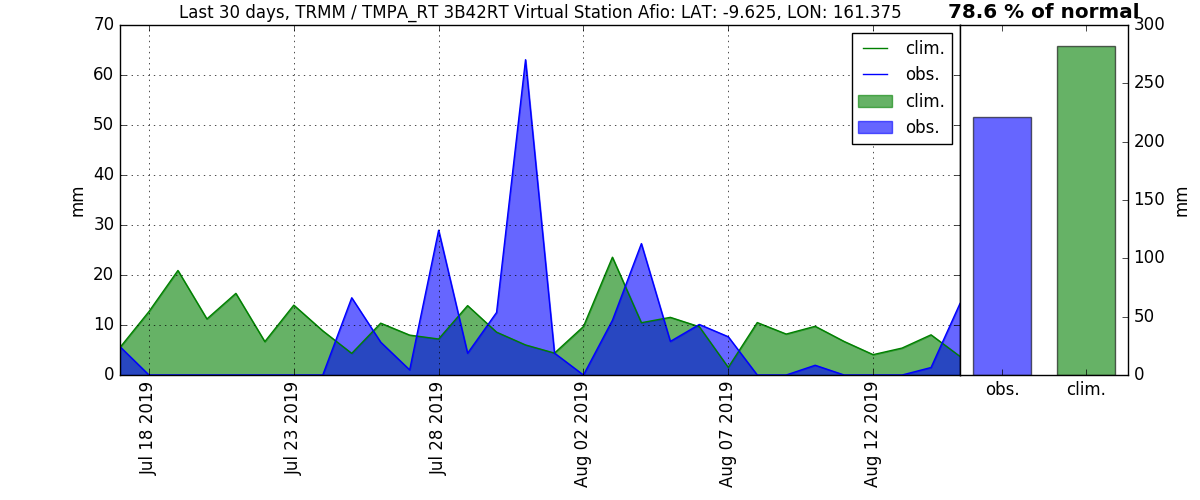 Last 30 days, TRMM / TMPA_RT 3B42RT Virtual Station Afio: LAT: -9.625, LON: 161.375
78.6 % of normal
70
60
50
40
30
20
10
0
mm
clim.
obs.
clim.
obs.
Jul 18 2019
Jul 23 2019
Jul 28 2019
Aug 02 2019
Aug 07 2019
Aug 12 2019
300
250
200
150
100
50
0
mm
obs.
clim.